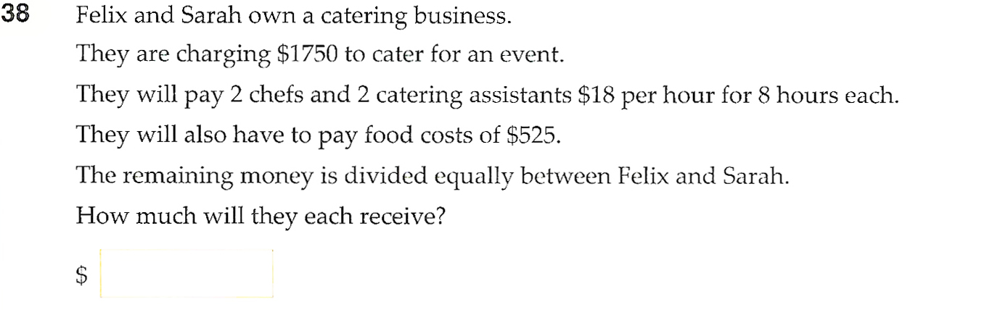 38 Felix and Sarah own a catering business.
They are charging $1750 to cater for an event.
They will pay 2 chefs and 2 catering assistants $18 per hour for 8 hours each.
They will also have to pay food costs of $525.
The remaining money is divided equally between Felix and Sarah.
How much will they each receive?
$